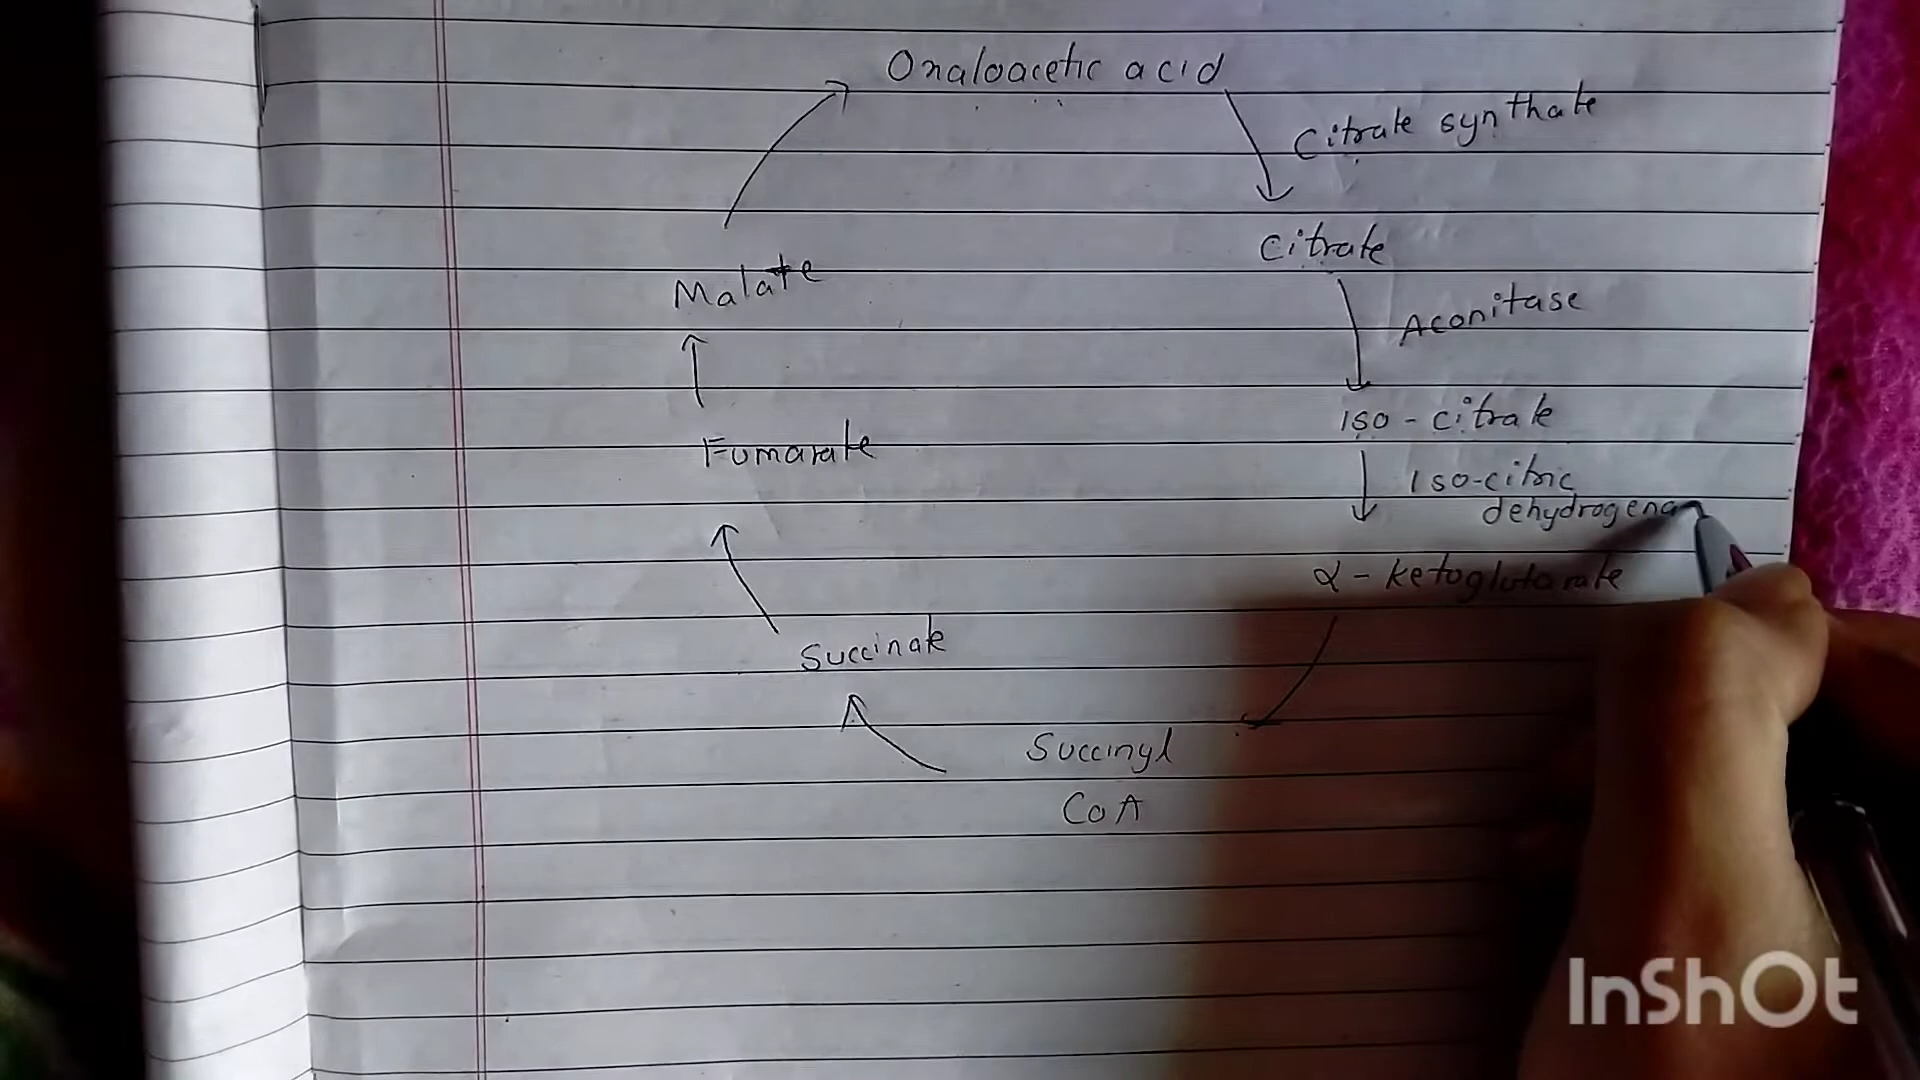 Oxaloacetic acid
Citrate synthate
Citrate
Malate
Aconitase
Iso - citrate
Fumarate
Iso-citric
dehydrogena
α - ketoglutarate
Succinate
Succinyl
CoA
InShOt